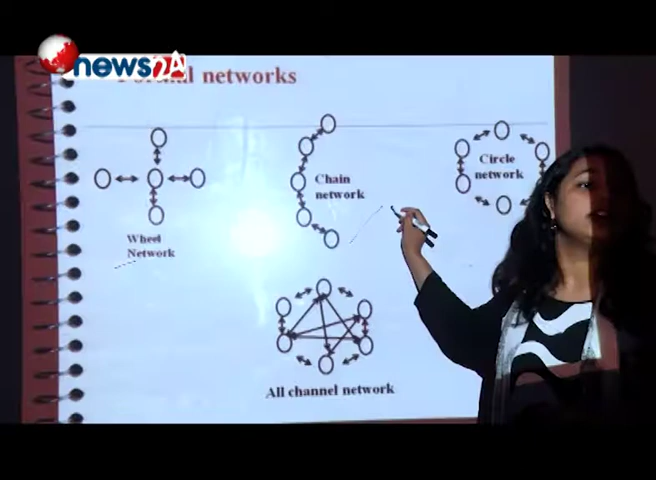 news24
networks
Chain
network
Circle
network
Wheel
Network
All channel network